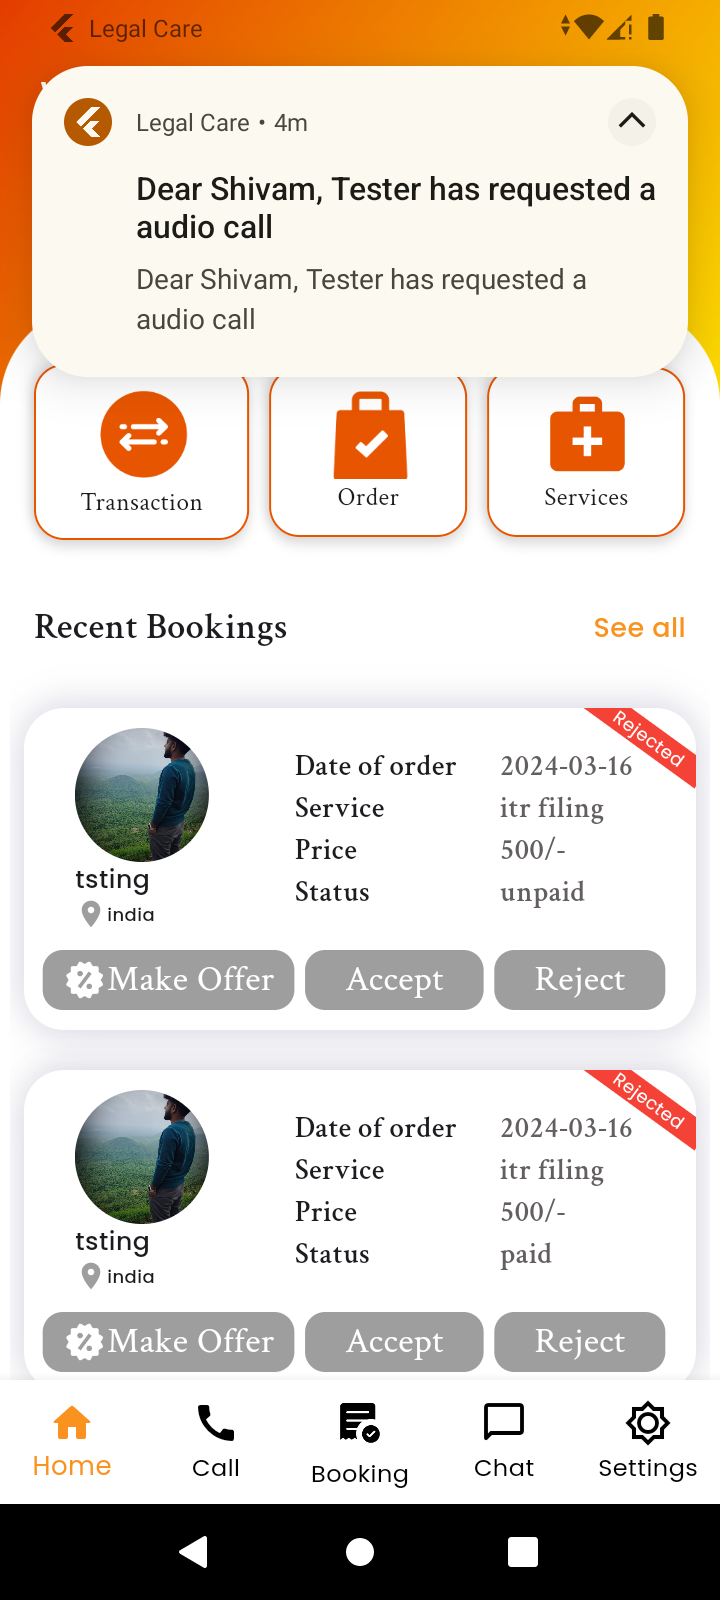 Legal Care
Legal Care • 4m
Dear Shivam, Tester has requested a
audio call
Dear Shivam, Tester has requested a
audio call
Transaction
Order
Services
Recent Bookings
See all
Rejected
Date of order 2024-03-16
Service itr filing
Price 500/-
Status unpaid
tsting
india
Make Offer
Accept
Reject
Rejected
Date of order 2024-03-16
Service itr filing
Price 500/-
Status paid
tsting
india
Make Offer
Accept
Reject
Home
Call
Booking
Chat
Settings